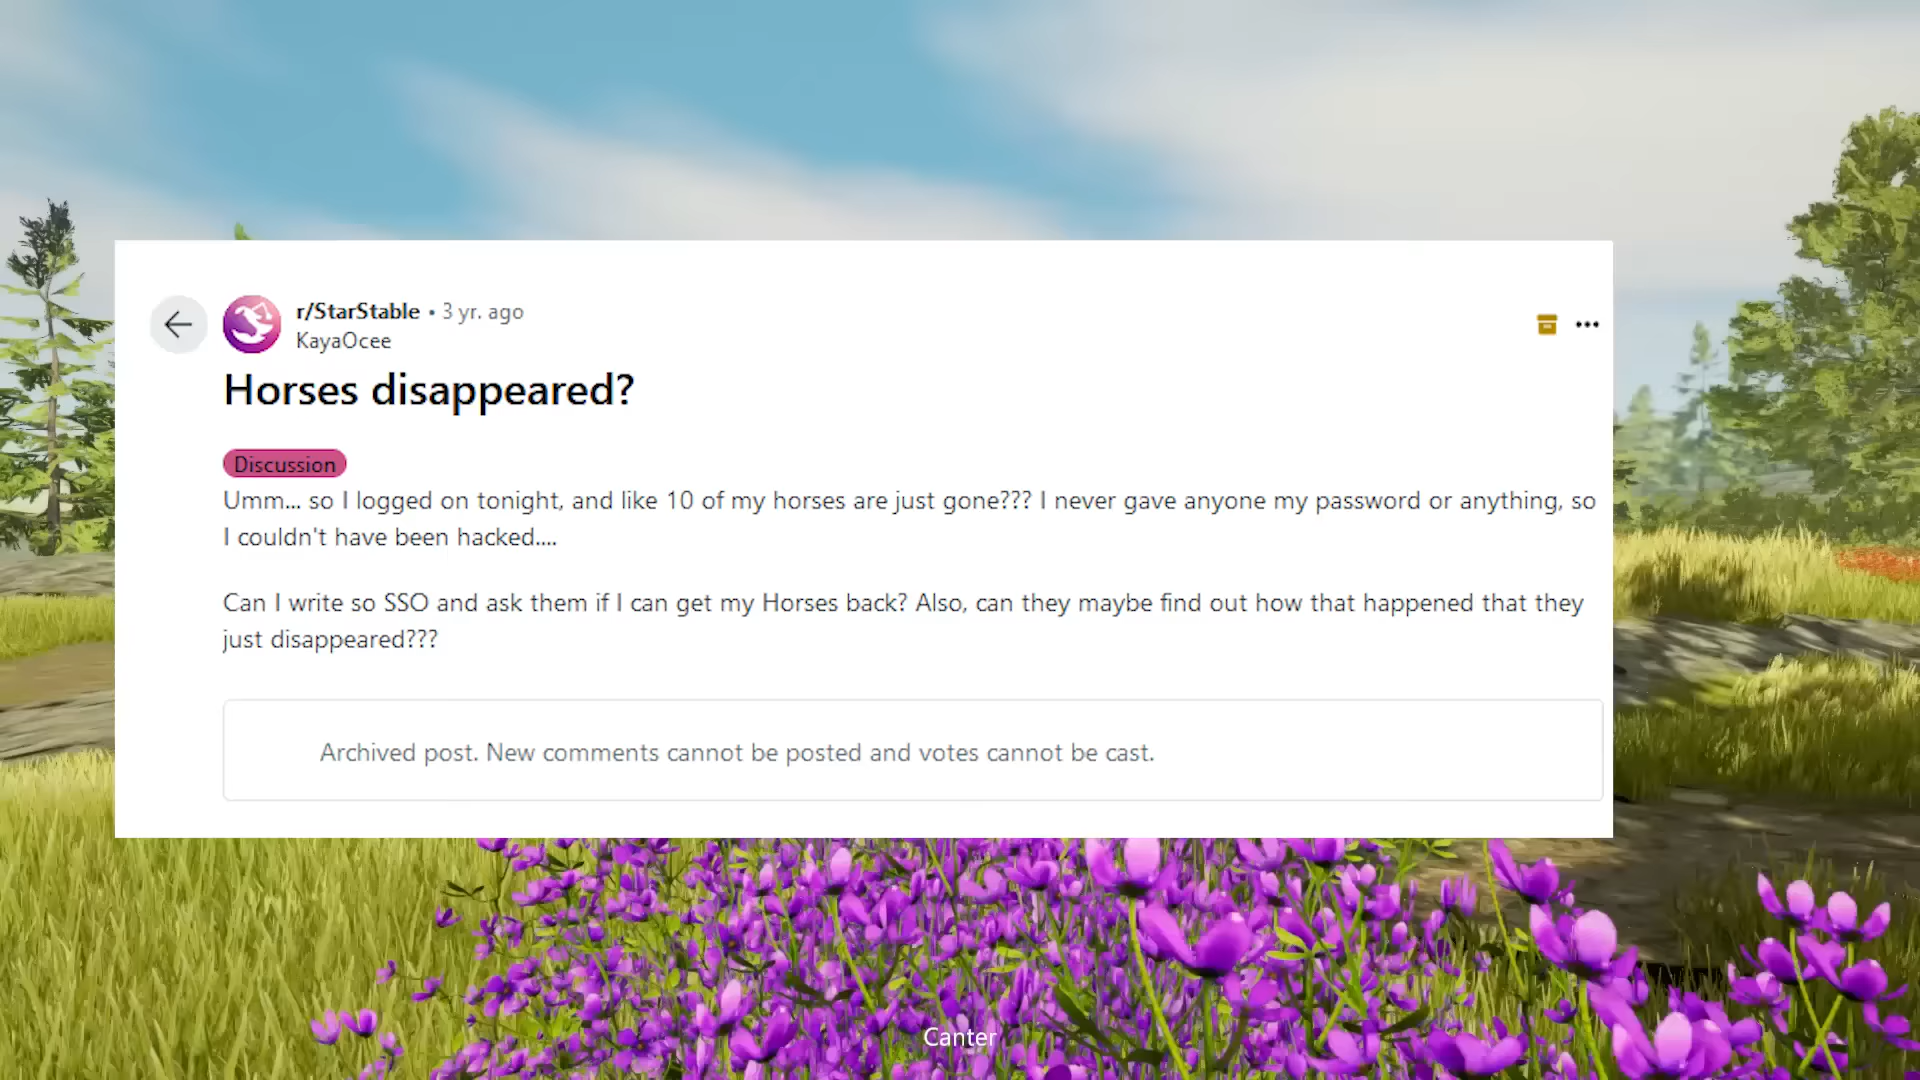 r/StarStable • 3 yr. ago
KayaOcee
Horses disappeared?
Discussion
Umm... so I logged on tonight, and like 10 of my horses are just gone??? I never gave anyone my password or anything, so
I couldn't have been hacked....
Can I write so SSO and ask them if I can get my Horses back? Also, can they maybe find out how that happened that they
just disappeared???
Archived post. New comments cannot be posted and votes cannot be cast.
Canter